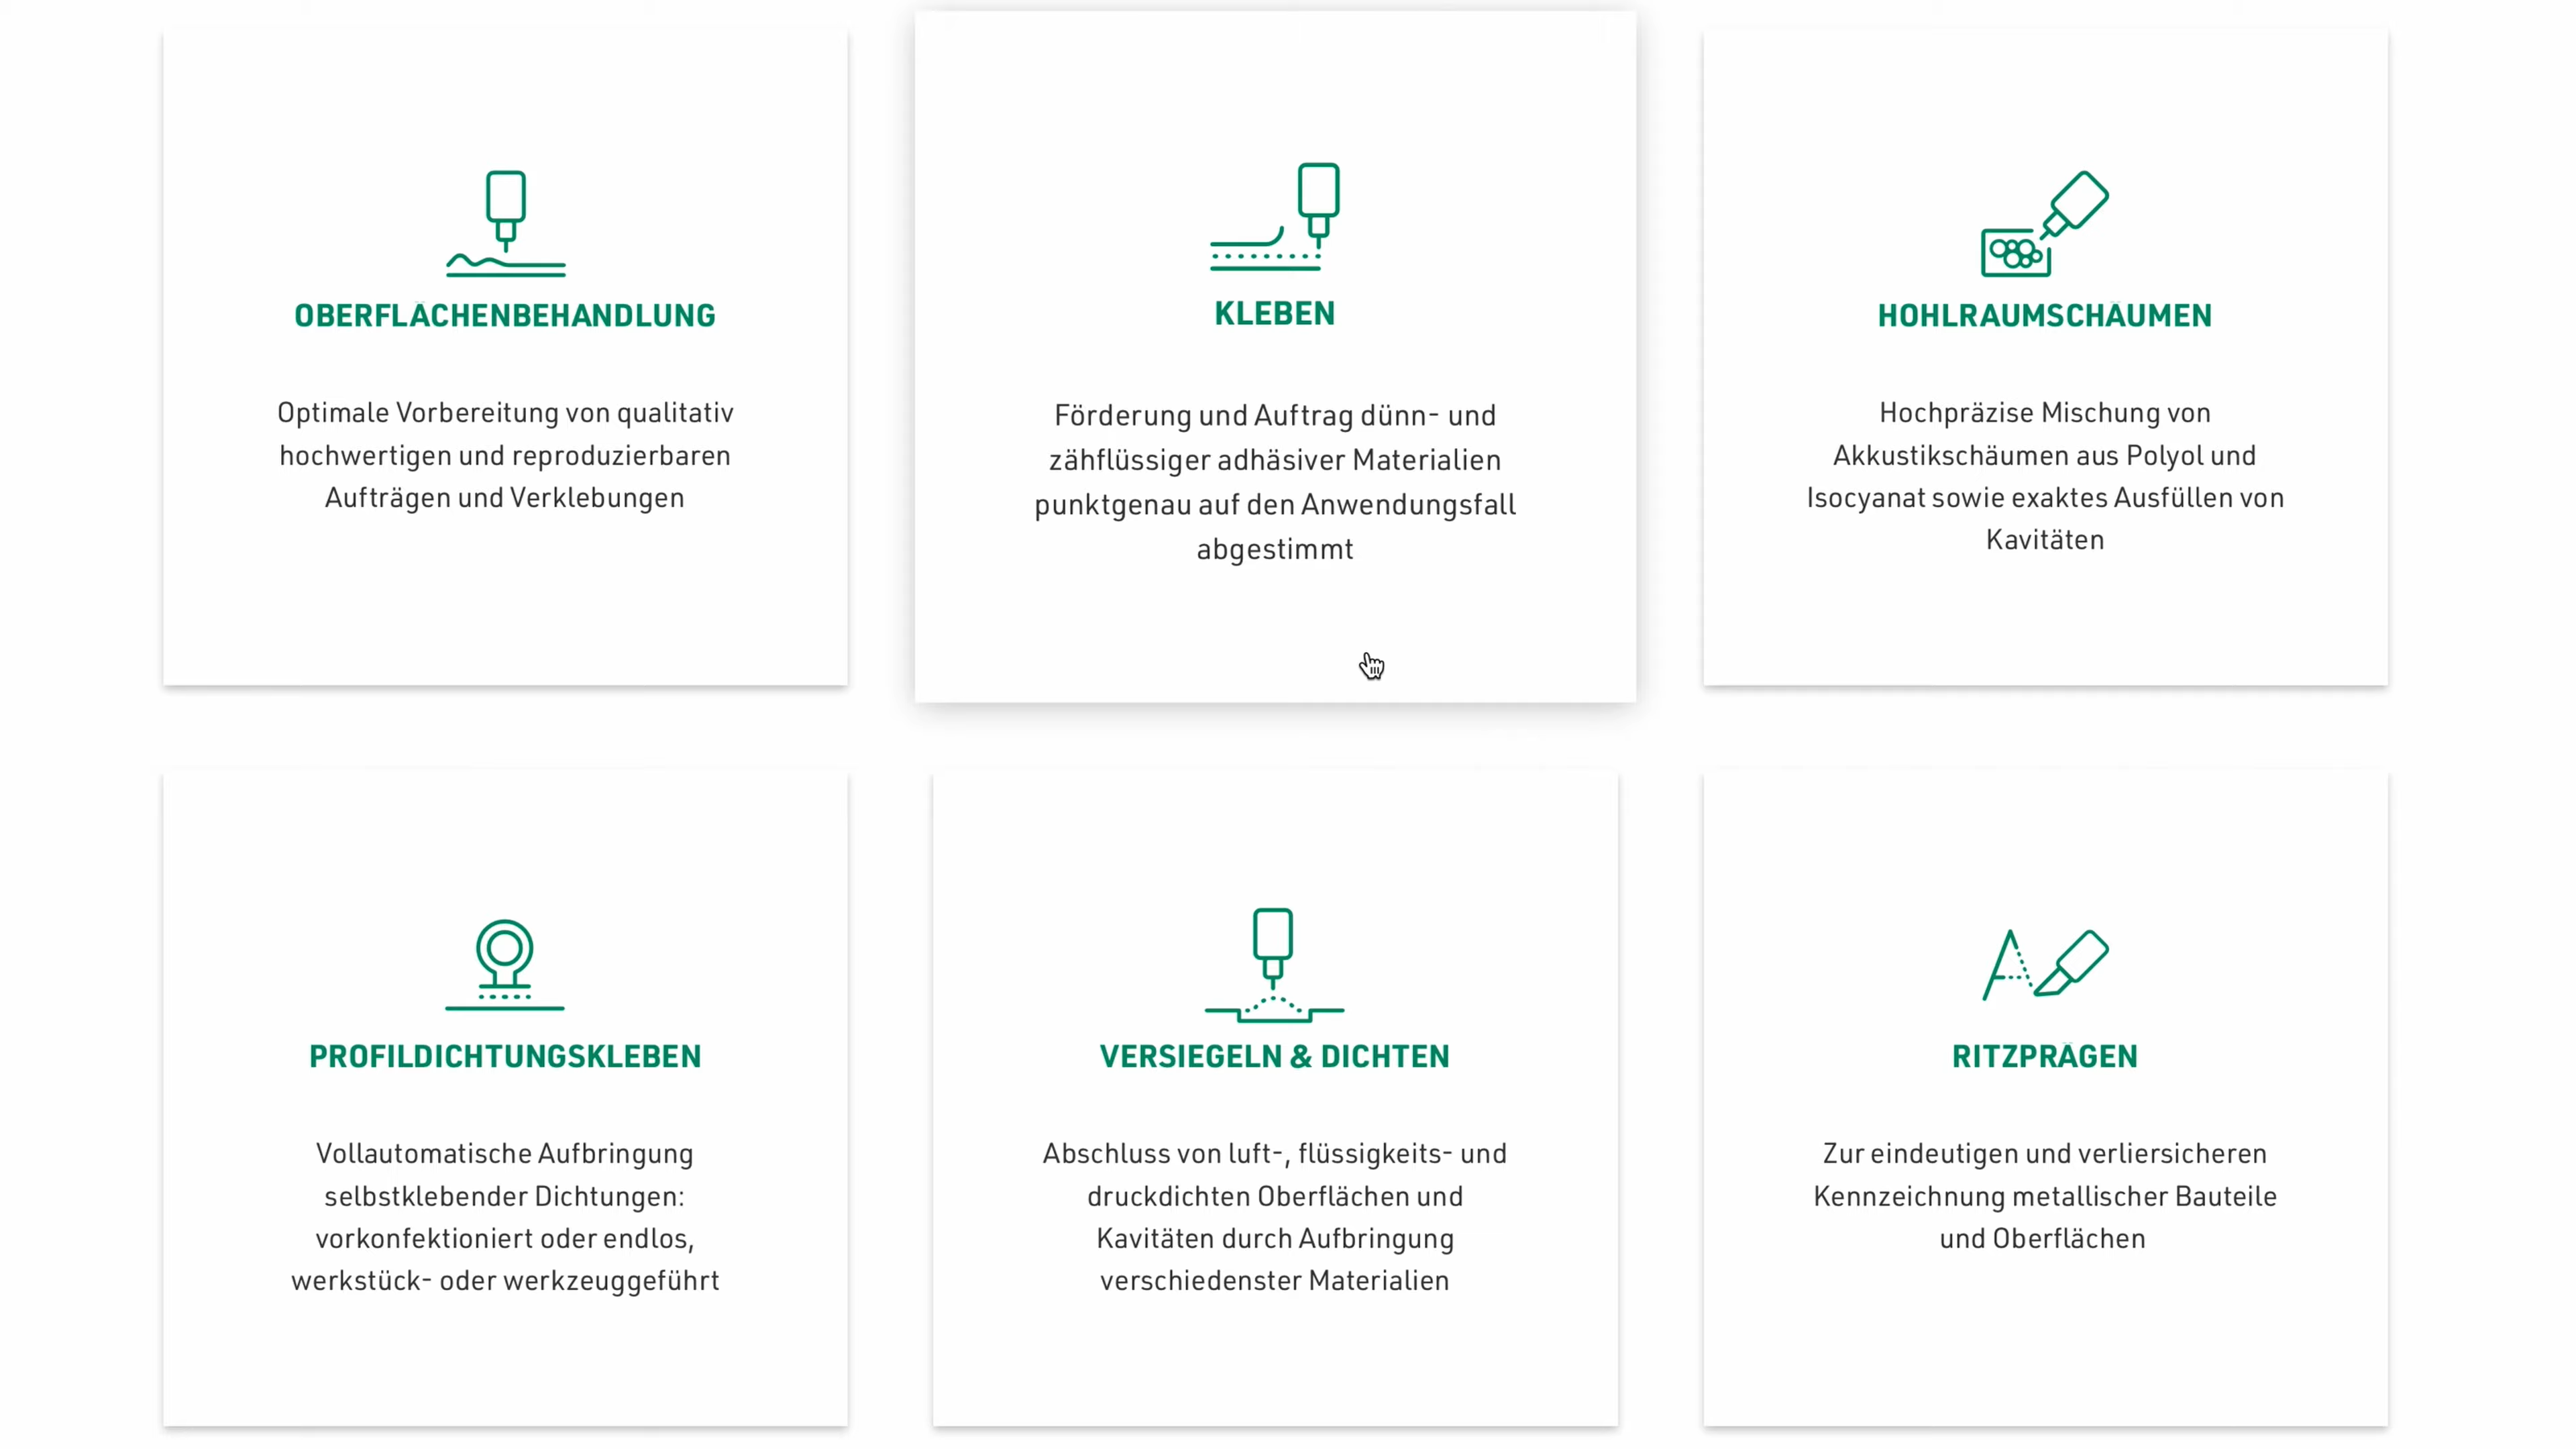 OBERFLÄCHENBEHANDLUNG
Optimale Vorbereitung von qualitativ
hochwertigen und reproduzierbaren
Aufträgen und Verklebungen
KLEBEN
Förderung und Auftrag dünn- und
zähflüssiger adhäsiver Materialien
punktgenau auf den Anwendungsfall
abgestimmt
HOHLRAUMSCHÄUMEN
Hochpräzise Mischung von
Akkustikschäumen aus Polyol und
Isocyanat sowie exaktes Ausfüllen von
Kavitäten
PROFILDICHTUNGSKLEBEN
Vollautomatische Aufbringung
selbstklebender Dichtungen:
vorkonfektioniert oder endlos,
werkstück- oder werkzeuggeführt
VERSIEGELN & DICHTEN
Abschluss von luft-, flüssigkeits- und
druckdichten Oberflächen und
Kavitäten durch Aufbringung
verschiedenster Materialien
A
RITZPRÄGEN
Zur eindeutigen und verliersicheren
Kennzeichnung metallischer Bauteile
und Oberflächen